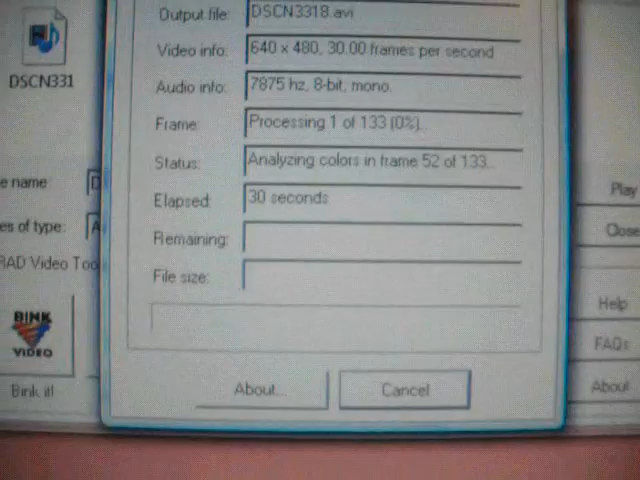 Output file: DSCN3318.avi
Video info: 640 x 480, 30.00 frames per second
DSCN331
Audio info: 7875 hz, 8-bit, mono.
Frame: Processing 1 of 133 (0%)..
Status: Analyzing colors in frame 52 of 133..
e name D
Play
Elapsed: 30 seconds
es of type: A
Close
Remaining:
RAD Video Too
File size:
Help
BINK
VIDEO
FAQs
Bink it!
About...
Cancel
About